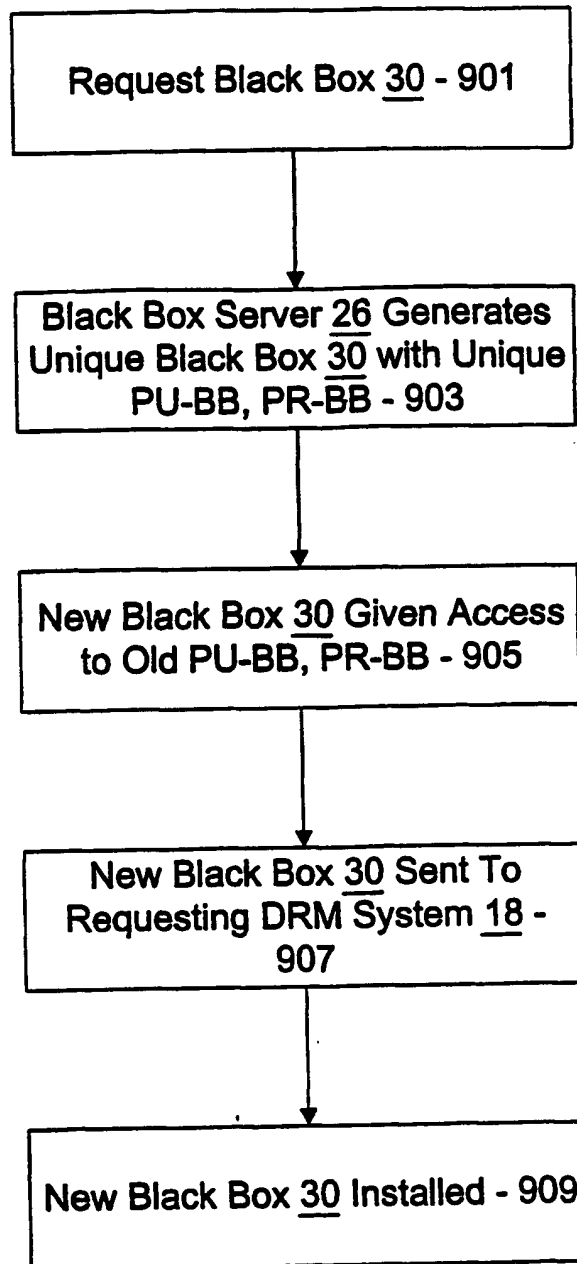 Request Black Box 30 - 901
Black Box Server 26 Generates
Unique Black Box 30 with Unique
PU-BB, PR-BB - 903
New Black Box 30 Given Access
to Old PU-BB, PR-BB - 905
New Black Box 30 Sent To
Requesting DRM System 18 -
907
New Black Box 30 Installed - 909